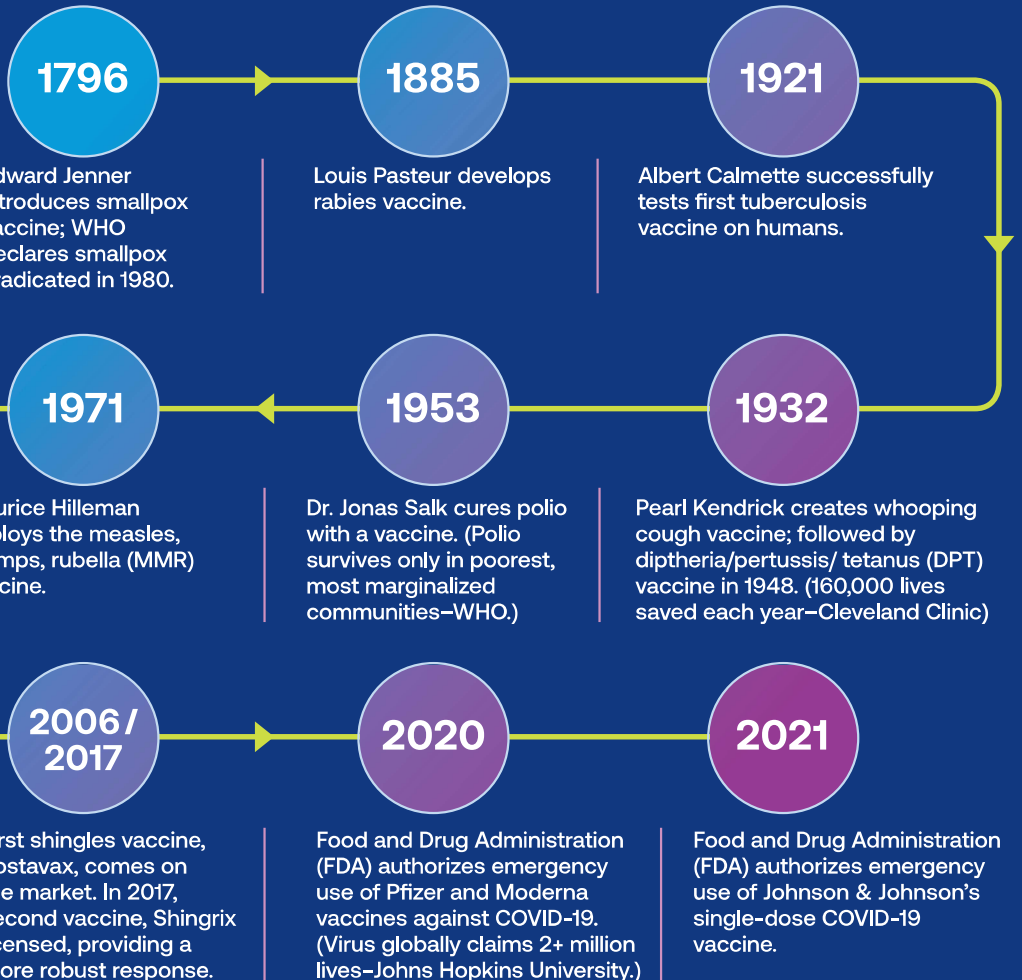 1796
dward Jenner
troduces smallpox
accine; WHO
eclares smallpox
radicated in 1980.
1885
Louis Pasteur develops
rabies vaccine.
1921
Albert Calmette successfully
tests first tuberculosis
vaccine on humans.
1932
Pearl Kendrick creates whooping
cough vaccine; followed by
diptheria/pertussis/ tetanus (DPT)
vaccine in 1948. (160,000 lives
saved each year–Cleveland Clinic)
1953
Dr. Jonas Salk cures polio
with a vaccine. (Polio
survives only in poorest,
most marginalized
communities–WHO.)
1971
urice Hilleman
ploys the measles,
mps, rubella (MMR)
ccine.
2006/
2017
rst shingles vaccine,
ostavax, comes on
e market. In 2017,
econd vaccine, Shingrix
censed, providing a
ore robust response.
2020
Food and Drug Administration
(FDA) authorizes emergency
use of Pfizer and Moderna
vaccines against COVID-19.
(Virus globally claims 2+ million
lives–Johns Hopkins University.)
2021
Food and Drug Administration
(FDA) authorizes emergency
use of Johnson & Johnson’s
single-dose COVID-19
vaccine.